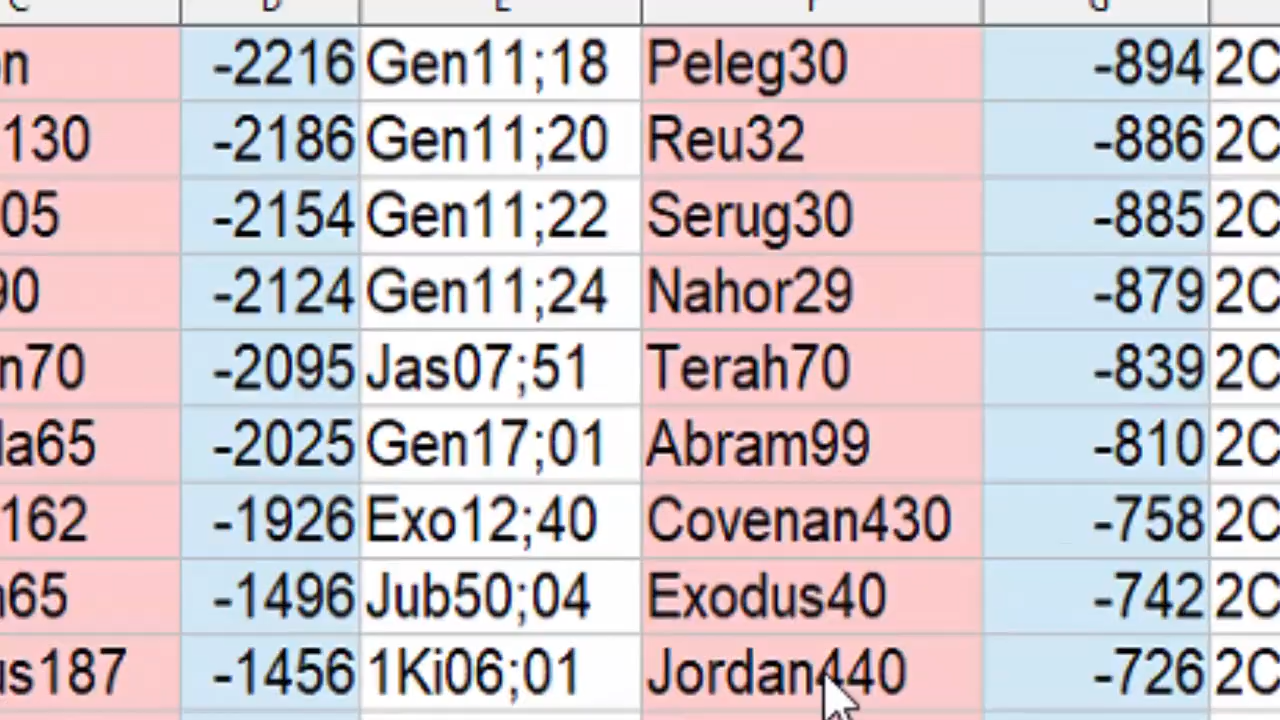 n -2216 Gen11;18 Peleg30 -894 2C
130 -2186 Gen11;20 Reu32 -886 2C
05 -2154 Gen11;22 Serug30 -885 2C
90 -2124 Gen11;24 Nahor29 -879 2C
n70 -2095 Jas07;51 Terah70 -839 2C
la65 -2025 Gen17;01 Abram99 -810 2C
162 -1926 Exo12;40 Covenan430 -758 2C
65 -1496 Jub50;04 Exodus40 -742 2C
us187 -1456 1Ki06;01 Jordan440 -726 2C